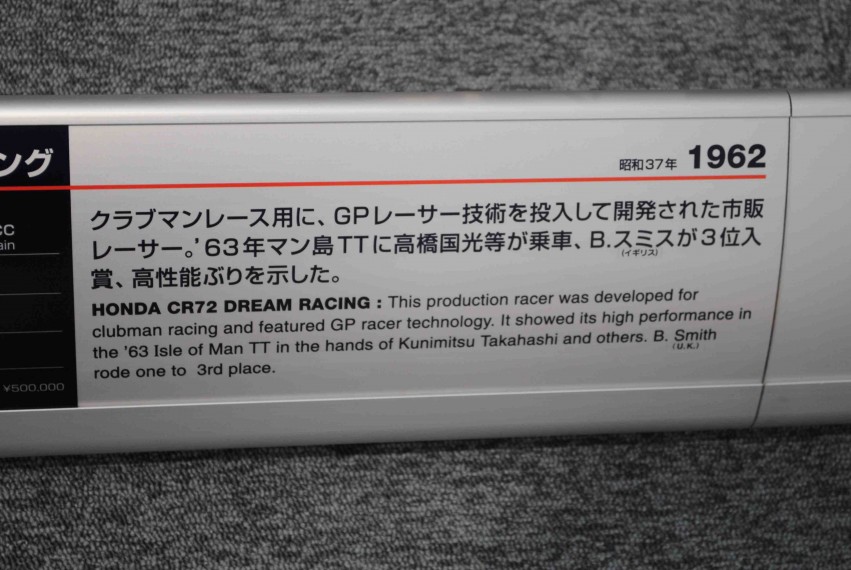 ング
昭和37年 1962
CC
ain
¥500,000
クラブマンレース用に、GPレーサー技術を投入して開発された市販
レーサー。'63年マン島TTに高橋国光等が乗車、B.スミスが3位入
(イギリス)
賞、高性能ぶりを示した。
HONDA CR72 DREAM RACING : This production racer was developed for
clubman racing and featured GP racer technology. It showed its high performance in
the '63 Isle of Man TT in the hands of Kunimitsu Takahashi and others. B. Smith
(U.K.)
rode one to 3rd place.